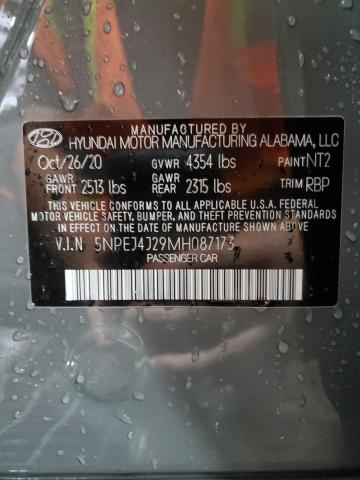 MANUFACTURED BY
HYUNDAI MOTOR MANUFACTURING ALABAMA, LLC
Oct/26/20 GVWR 4354 lbs PAINT NT2
GAWR FRONT 2513 lbs GAWR REAR 2315 lbs TRIM RBP
THIS VEHICLE CONFORMS TO ALL APPLICABLE U.S.A. FEDERAL
MOTOR VEHICLE SAFETY, BUMPER, AND THEFT PREVENTION STANDARDS
IN EFFECT ON THE DATE OF MANUFACTURE SHOWN ABOVE.
V.I.N 5NPEJ4J29MH087173
PASSENGER CAR